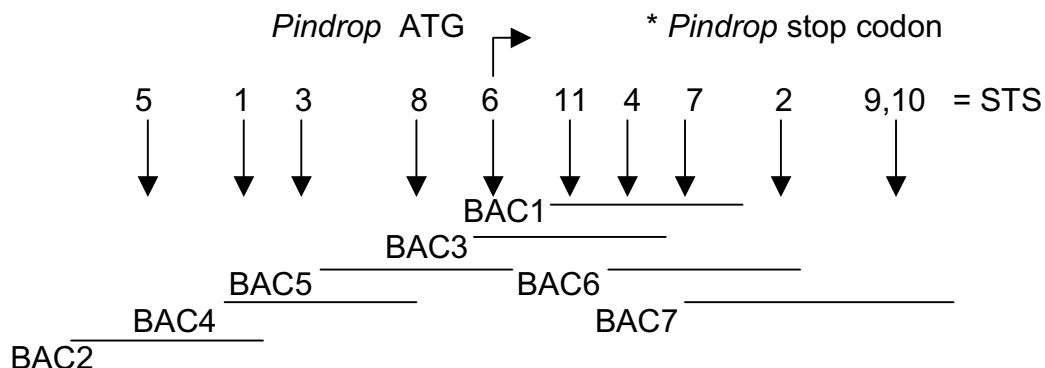 Pindrop ATG * Pindrop stop codon
5 1 3 8 6 11 4 7 2 9,10 = STS
BAC1
BAC3
BAC5 BAC6
BAC4 BAC7
BAC2